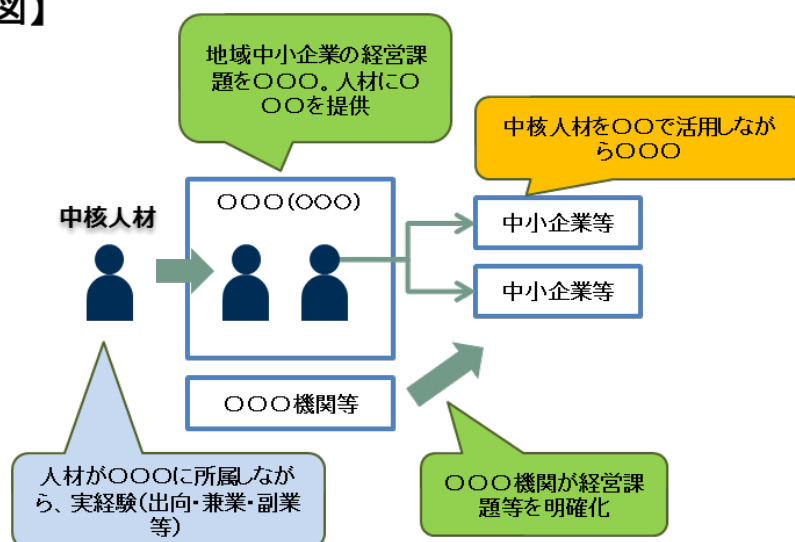 図】
地域中小企業の経営課
題を〇〇〇。人材に〇
〇〇を提供
中核人材を〇〇で活用しなが
ら〇〇〇
中核人材
〇〇〇(〇〇〇)
中小企業等
中小企業等
〇〇〇機関等
人材が〇〇〇に所属しなが
ら、実経験(出向・兼業・副業
等)
〇〇〇機関が経営課
題等を明確化